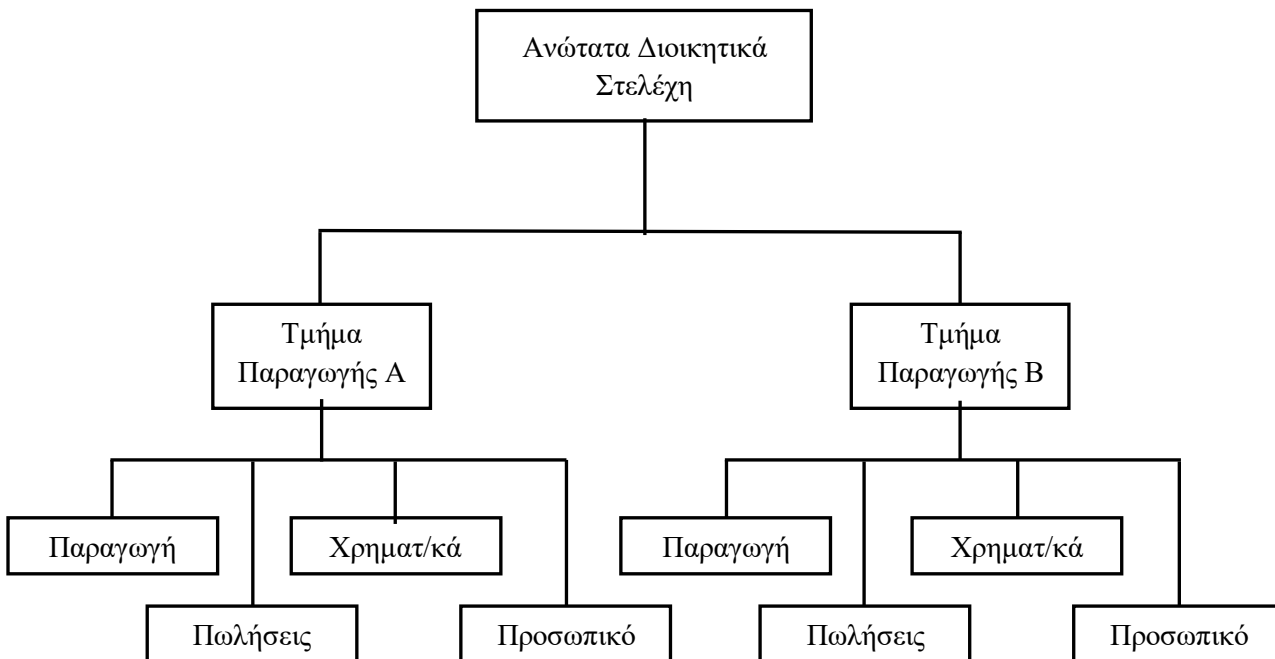 Ανώτατα Διοικητικά
Στελέχη
Τμήμα
Παραγωγής Α
Τμήμα
Παραγωγής Β
Παραγωγή
Χρηματ/κά
Παραγωγή
Χρηματ/κά
Πωλήσεις
Προσωπικό
Πωλήσεις
Προσωπικό